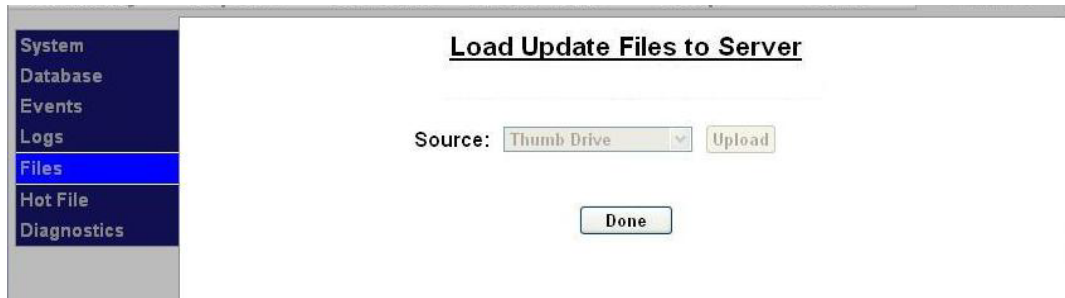 System
Database
Events
Logs
Files
Hot File
Diagnostics
Load Update Files to Server
Source: Thumb Drive Upload
Done